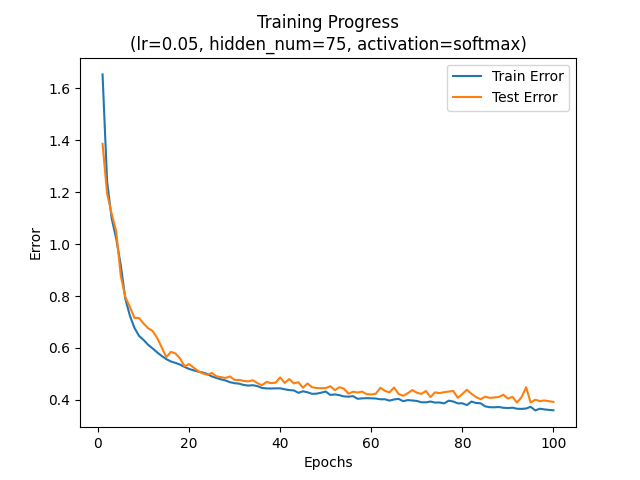 Training Progress
(lr=0.05, hidden_num=75, activation=softmax)
Train Error
Test Error
1.6
1.4
1.2
1.0
0.8
0.6
0.4
Error
0
20
40
60
80
100
Epochs